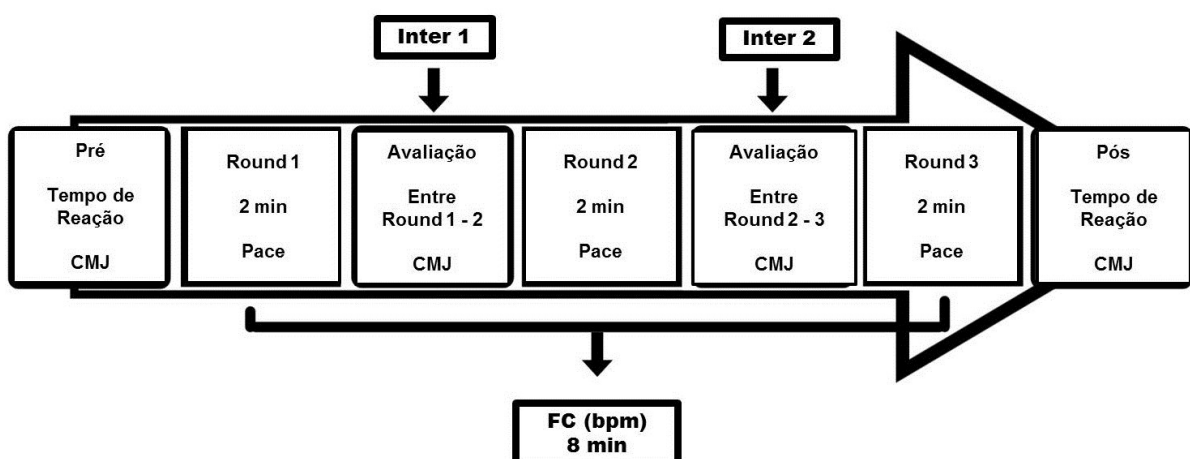 Inter 1
Inter 2
Pré
Tempo de
Reação
CMJ
Round 1
2 min
Pace
Avaliação
Entre
Round 1 - 2
CMJ
Round 2
2 min
Pace
Avaliação
Entre
Round 2 - 3
CMJ
Round 3
2 min
Pace
Pós
Tempo de
Reação
CMJ
FC (bpm)
8 min